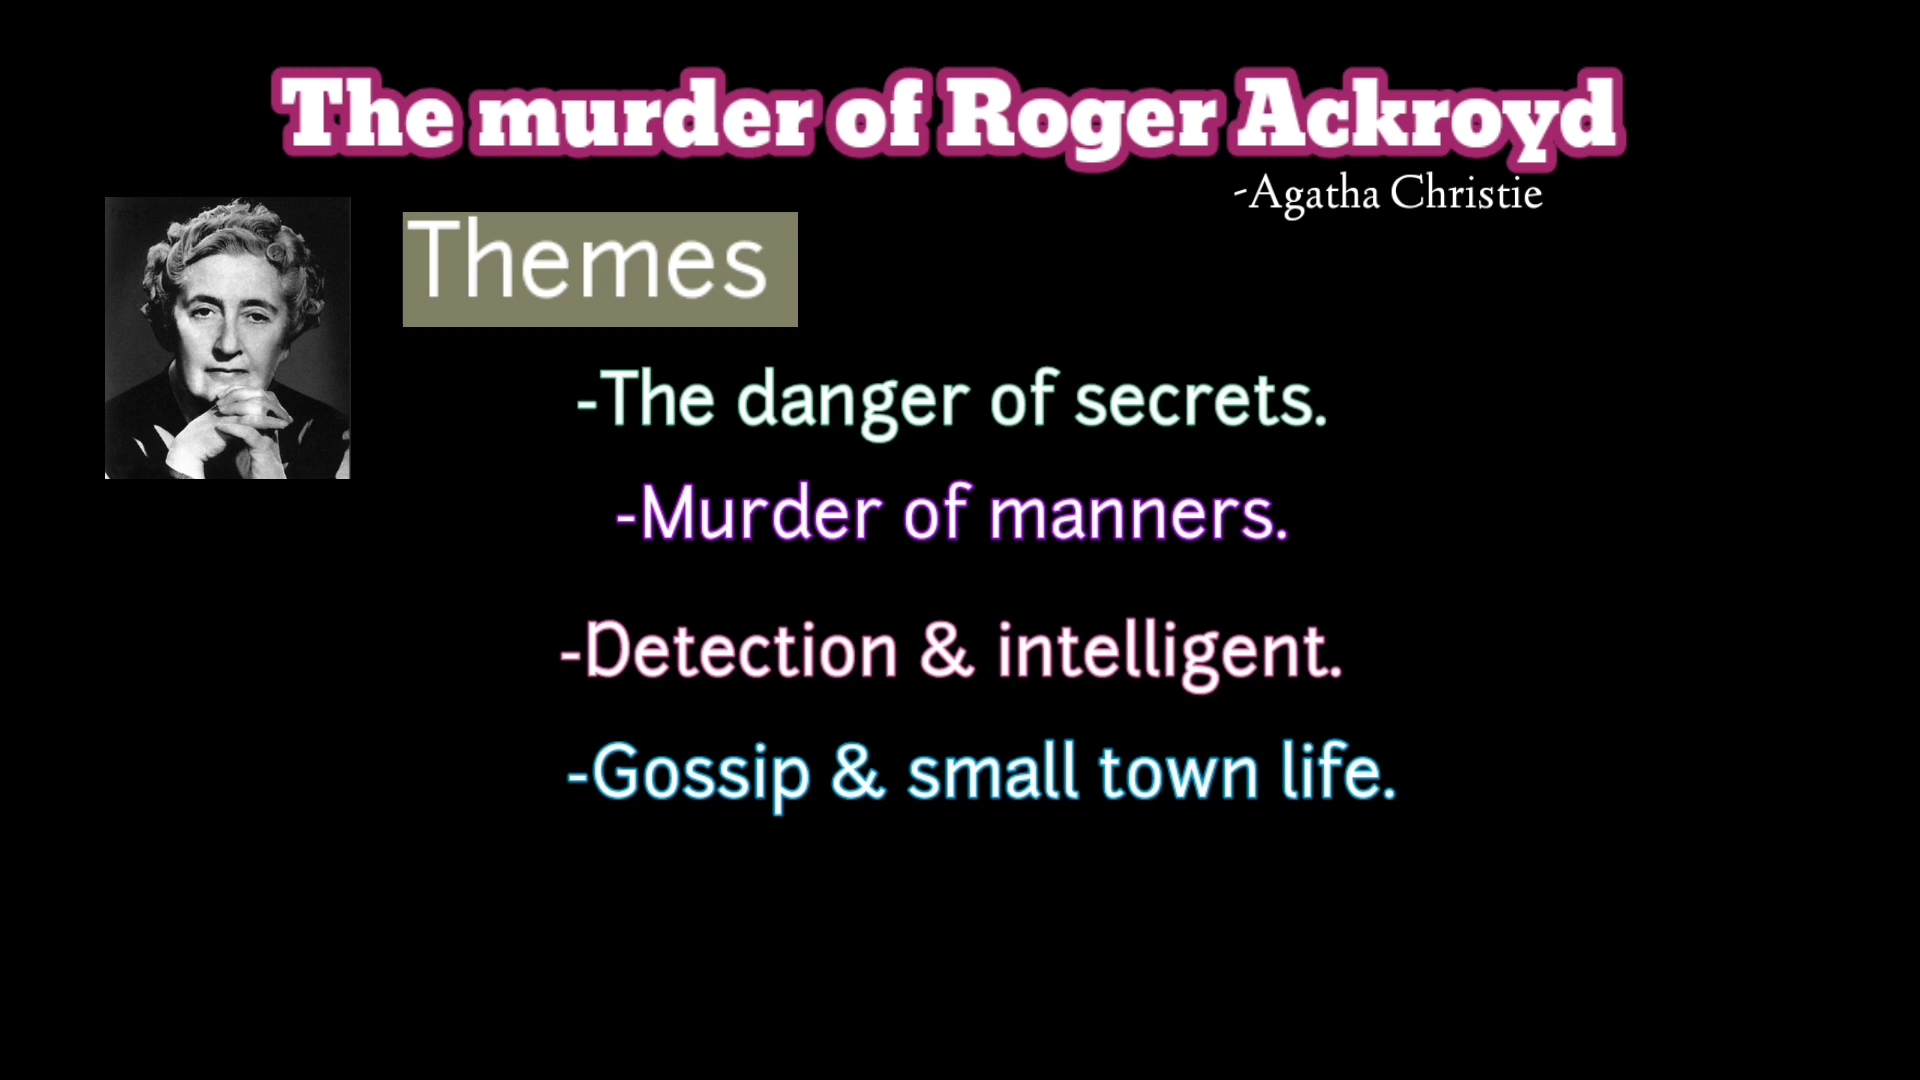 The murder of Roger Ackroyd
-Agatha Christie
Themes
-The danger of secrets.
-Murder of manners.
-Detection & intelligent.
-Gossip & small town life.